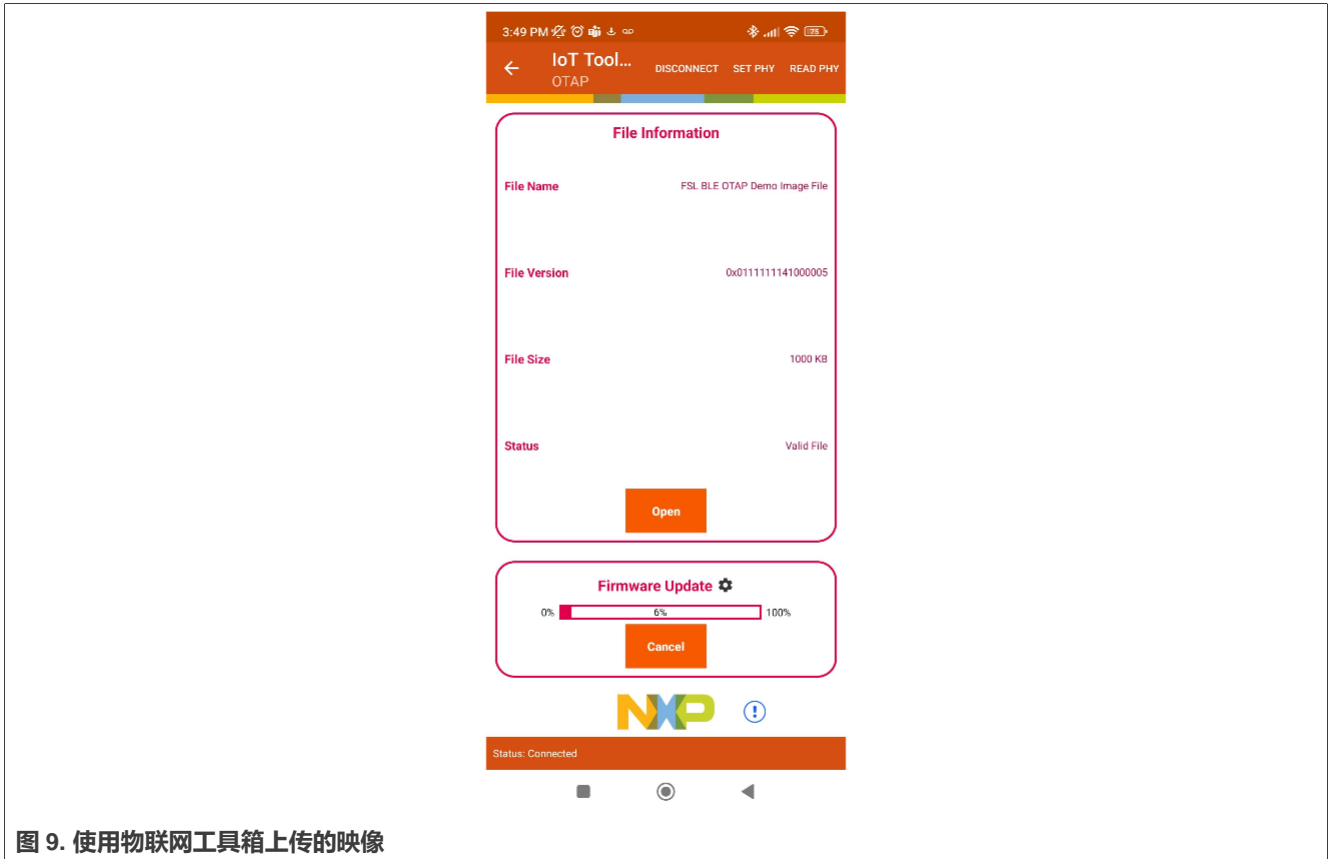 3:49 PM
75
IoT Tool...
DISCONNECT SET PHY READ PHY
OTAP
File Information
File Name FSL BLE OTAP Demo Image File
File Version 0x0111111141000005
File Size 1000 KB
Status Valid File
Open
Firmware Update
0% 6% 100%
Cancel
NXP
Status: Connected
图 9. 使用物联网工具箱上传的映像